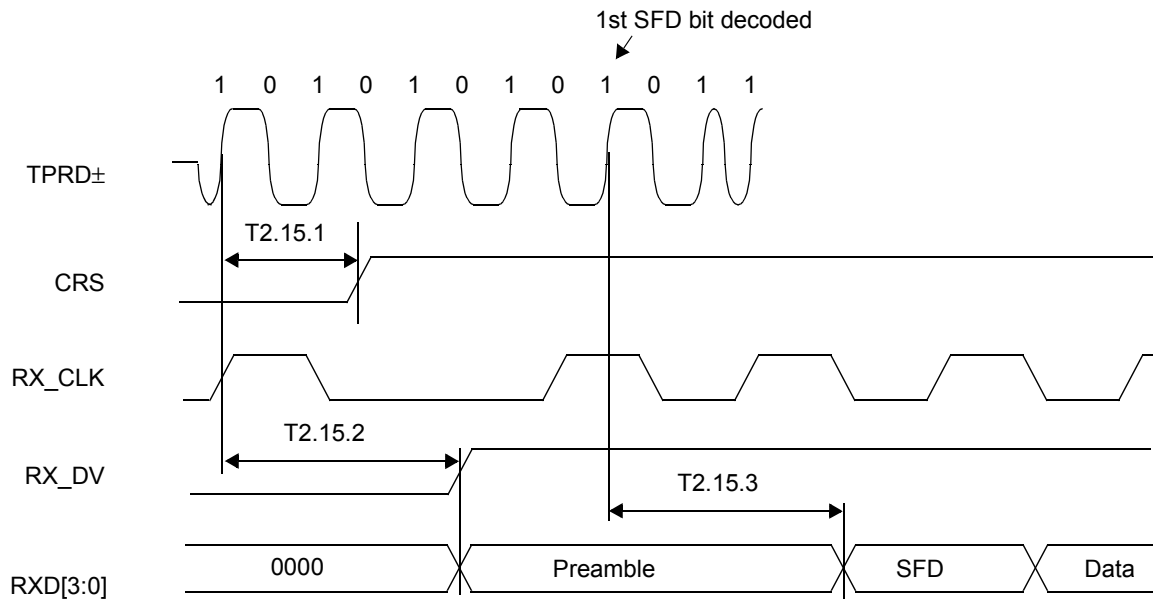 1st SFD bit decoded
1 0 1 0 1 0 1 0 1 0 1 1
TPRD±
T2.15.1
CRS
RX_CLK
T2.15.2
RX_DV
T2.15.3
RXD[3:0] 0000 Preamble SFD Data